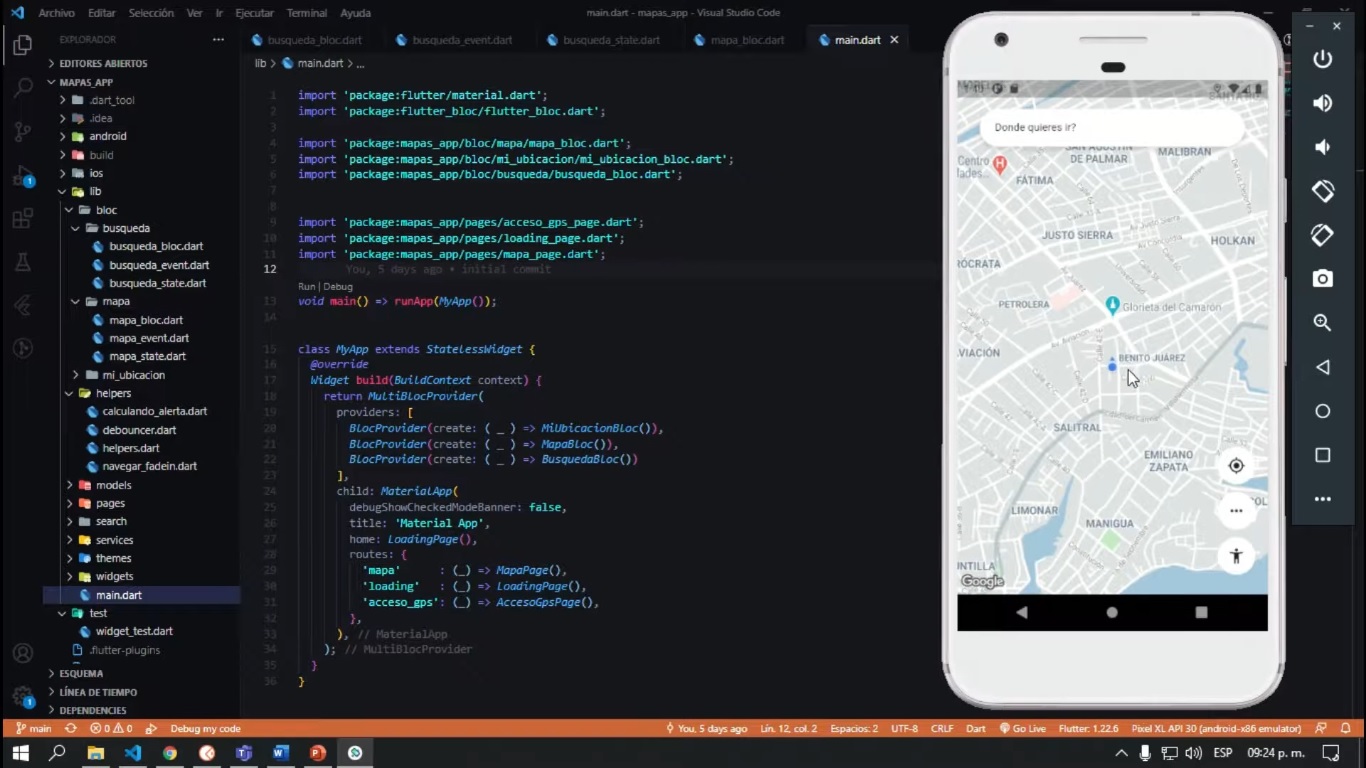 Archivo Editar Selección Ver Ir Ejecutar Terminal Ayuda
main.dart - mapas_app - Visual Studio Code
EXPLORADOR
EDITORES ABIERTOS
MAPAS_APP
.dart_tool
.idea
android
build
ios
lib
bloc
busqueda
busqueda_bloc.dart
busqueda_event.dart
busqueda_state.dart
mapa
mapa_bloc.dart
mapa_event.dart
mapa_state.dart
mi_ubicacion
helpers
calculando_alerta.dart
debouncer.dart
helpers.dart
navegar_fadein.dart
models
pages
search
services
themes
widgets
main.dart
test
widget_test.dart
.flutter-plugins
ESQUEMA
LÍNEA DE TIEMPO
DEPENDENCIES
busqueda_bloc.dart busqueda_event.dart busqueda_state.dart mapa_bloc.dart main.dart
lib > main.dart > ...
1 import 'package:flutter/material.dart';
2 import 'package:flutter_bloc/flutter_bloc.dart';
3
4 import 'package:mapas_app/bloc/mapa/mapa_bloc.dart';
5 import 'package:mapas_app/bloc/mi_ubicacion/mi_ubicacion_bloc.dart';
6 import 'package:mapas_app/bloc/busqueda/busqueda_bloc.dart';
7
8
9 import 'package:mapas_app/pages/acceso_gps_page.dart';
10 import 'package:mapas_app/pages/loading_page.dart';
11 import 'package:mapas_app/pages/mapa_page.dart';
12 You, 5 days ago • initial commit
Run | Debug
13 void main() => runApp(MyApp());
14
15 class MyApp extends StatelessWidget {
16 @override
17 Widget build(BuildContext context) {
18 return MultiBlocProvider(
19 providers: [
20 BlocProvider(create: ( _ ) => MiUbicacionBloc()),
21 BlocProvider(create: ( _ ) => MapaBloc()),
22 BlocProvider(create: ( _ ) => BusquedaBloc())
23 ],
24 child: MaterialApp(
25 debugShowCheckedModeBanner: false,
26 title: 'Material App',
27 home: LoadingPage(),
28 routes: {
29 'mapa' : (_) => MapaPage(),
30 'loading' : (_) => LoadingPage(),
31 'acceso_gps': (_) => AccesoGpsPage(),
32 },
33 ), // MaterialApp
34 ); // MultiBlocProvider
35 }
36 }
Donde quieres ir?
SAN AGUSTIN
DE PALMAR
MALIBRAN
Centro
FÁTIMA
JUSTO SIERRA
HOLKAN
PETROLERA
Glorieta del Camarón
BENITO JUÁREZ
SALITRAL
EMILIANO
ZAPATA
LIMONAR
MANIGUA
Google
main 0 0 Debug my code You, 5 days ago Lín. 12, col. 2 Espacios: 2 UTF-8 CRLF Dart Go Live Flutter: 1.22.6 Pixel XL API 30 (android-x86 emulator)
ESP 09:24 p. m.